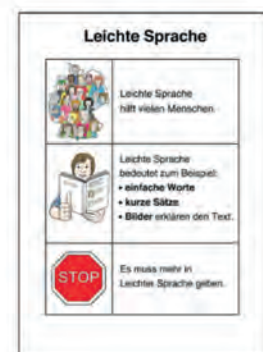 Leichte Sprache
Leichte Sprache
hilft vielen Menschen.
Leichte Sprache
bedeutet zum Beispiel:
• einfache Worte
• kurze Sätze
• Bilder erklären den Text.
STOP
Es muss mehr in
Leichter Sprache geben.